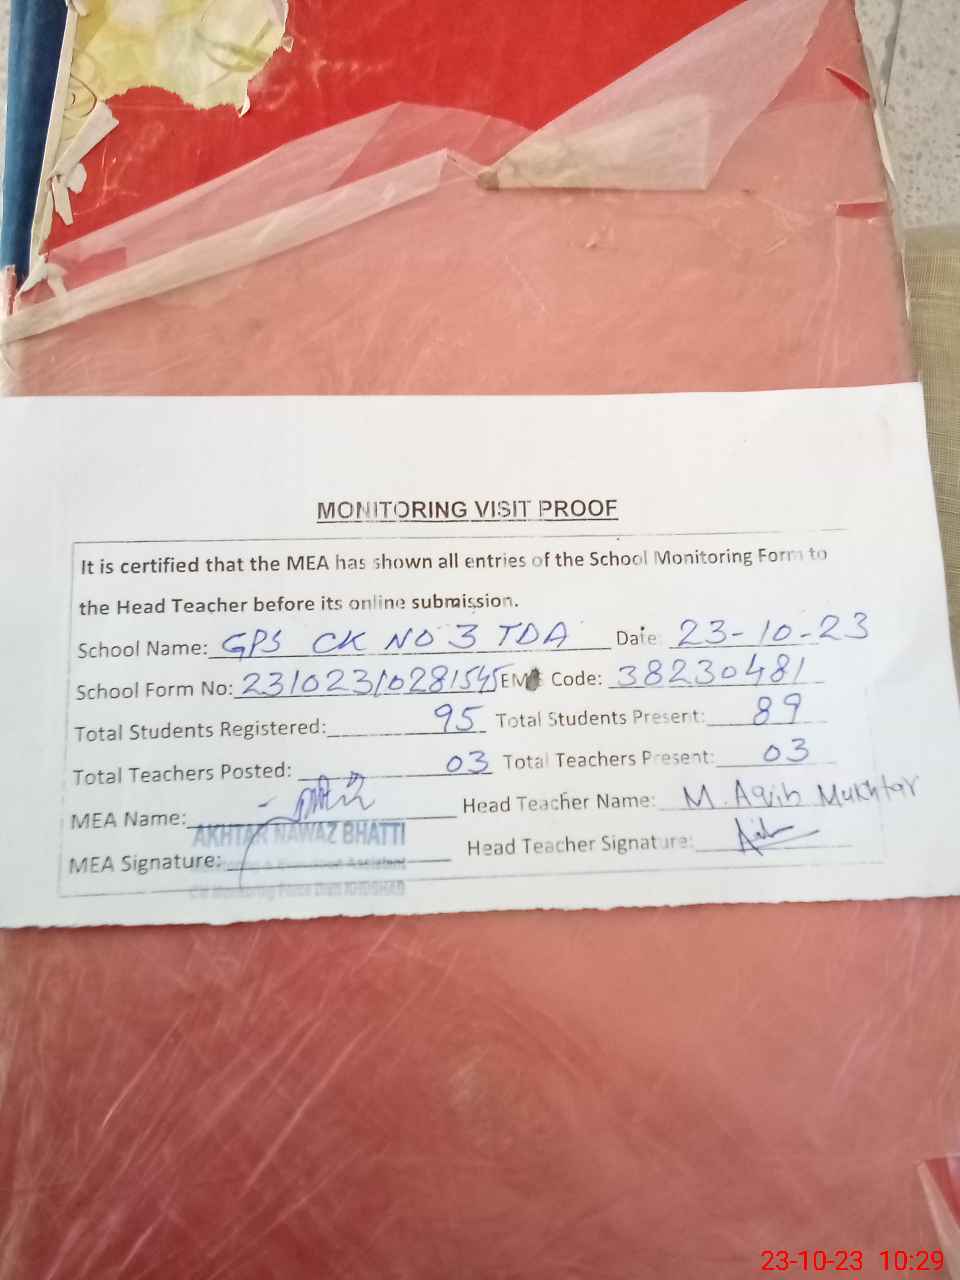 MONITORING VISIT PROOF
It is certified that the MEA has shown all entries of the School Monitoring Form to
the Head Teacher before its online submission.
School Name: GPS CK NO 3 TDA Date: 23-10-23
School Form No: 23102310281545 EMIS Code: 38230481
Total Students Registered: 95 Total Students Present: 89
Total Teachers Posted: 03 Total Teachers Present: 03
MEA Name: Head Teacher Name: M. Aqib Mukhtar
AKHTAR NAWAZ BHATTI
MEA Signature: Head Teacher Signature:
Assistant
23-10-23 10:29